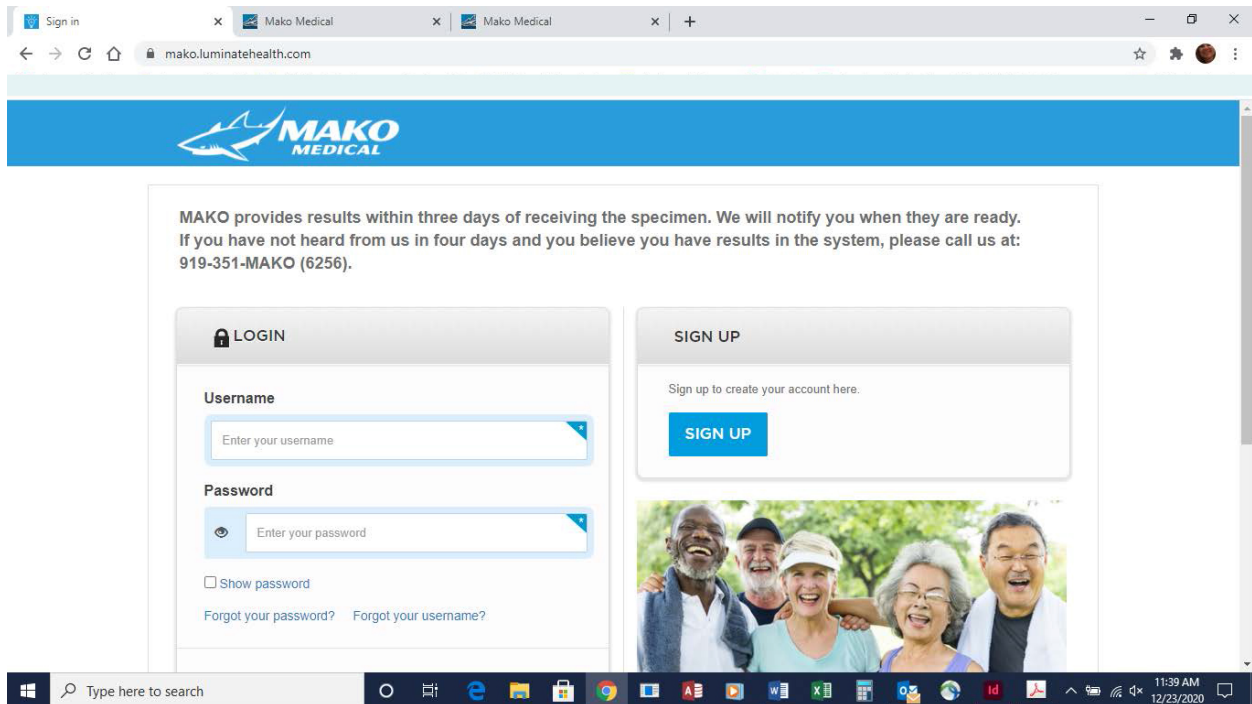 Sign in
Mako Medical
Mako Medical
mako.luminatehealth.com
MAKO
MEDICAL
MAKO provides results within three days of receiving the specimen. We will notify you when they are ready.
If you have not heard from us in four days and you believe you have results in the system, please call us at:
919-351-MAKO (6256).
LOGIN
Username
Enter your username
*
Password
Enter your password
*
Show password
Forgot your password? Forgot your username?
SIGN UP
Sign up to create your account here.
SIGN UP
Type here to search
11:39 AM
12/23/2020